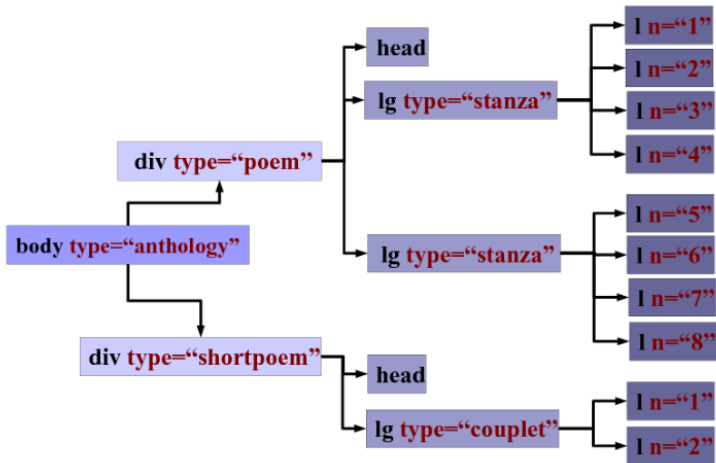 body type=“anthology”
div type=“poem”
head
lg type=“stanza”
l n=“1”
l n=“2”
l n=“3”
l n=“4”
lg type=“stanza”
l n=“5”
l n=“6”
l n=“7”
l n=“8”
div type=“shortpoem”
head
lg type=“couplet”
l n=“1”
l n=“2”